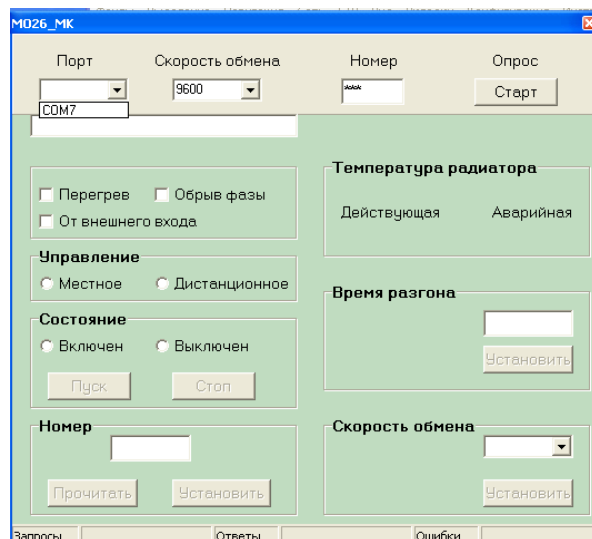 MO26_MK
Порт Скорость обмена Номер Опрос
9600 **** Старт
COM7
Температура радиатора
Перегрев Обрыв фазы
Действующая Аварийная
От внешнего входа
Управление
Местное Дистанционное
Время разгона
Состояние
Включен Выключен
Установить
Пуск Стоп
Номер Скорость обмена
Прочитать Установить Установить
Запросы Ответы Ошибки